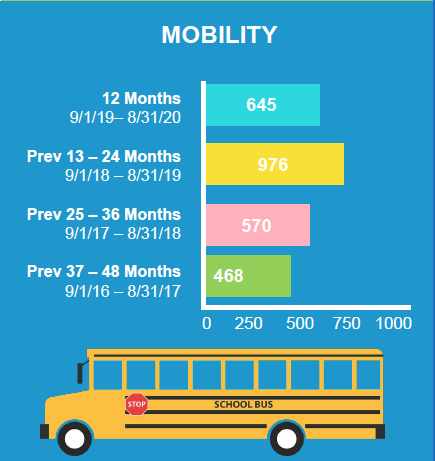 MOBILITY
12 Months
9/1/19– 8/31/20
645
Prev 13 – 24 Months
9/1/18 – 8/31/19
976
Prev 25 – 36 Months
9/1/17 – 8/31/18
570
Prev 37 – 48 Months
9/1/16 – 8/31/17
468
0 250 500 750 1000
STOP
SCHOOL BUS